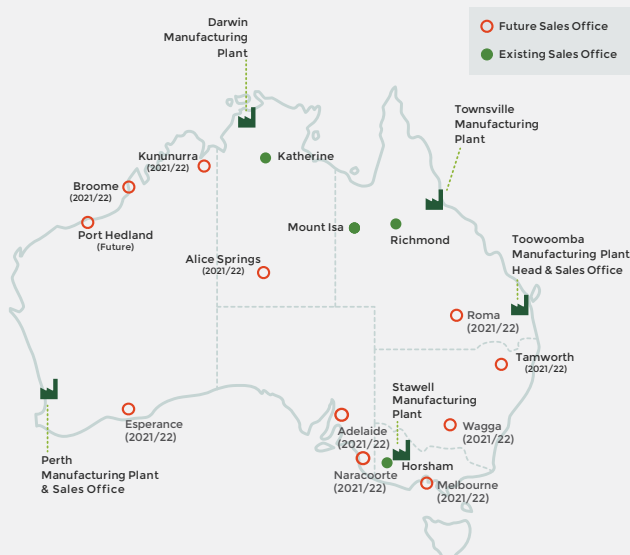 Darwin
Manufacturing
Plant
Future Sales Office
Existing Sales Office
Townsville
Manufacturing
Plant
Kununurra
(2021/22)
Katherine
Broome
(2021/22)
Port Hedland
(Future)
Mount Isa
Richmond
Alice Springs
(2021/22)
Toowoomba
Manufacturing Plant
Head & Sales Office
Roma
(2021/22)
Tamworth
(2021/22)
Stawell
Manufacturing
Plant
Esperance
(2021/22)
Adelaide
(2021/22)
Wagga
(2021/22)
Perth
Manufacturing Plant
& Sales Office
Naracoorte
(2021/22)
Horsham
Melbourne
(2021/22)